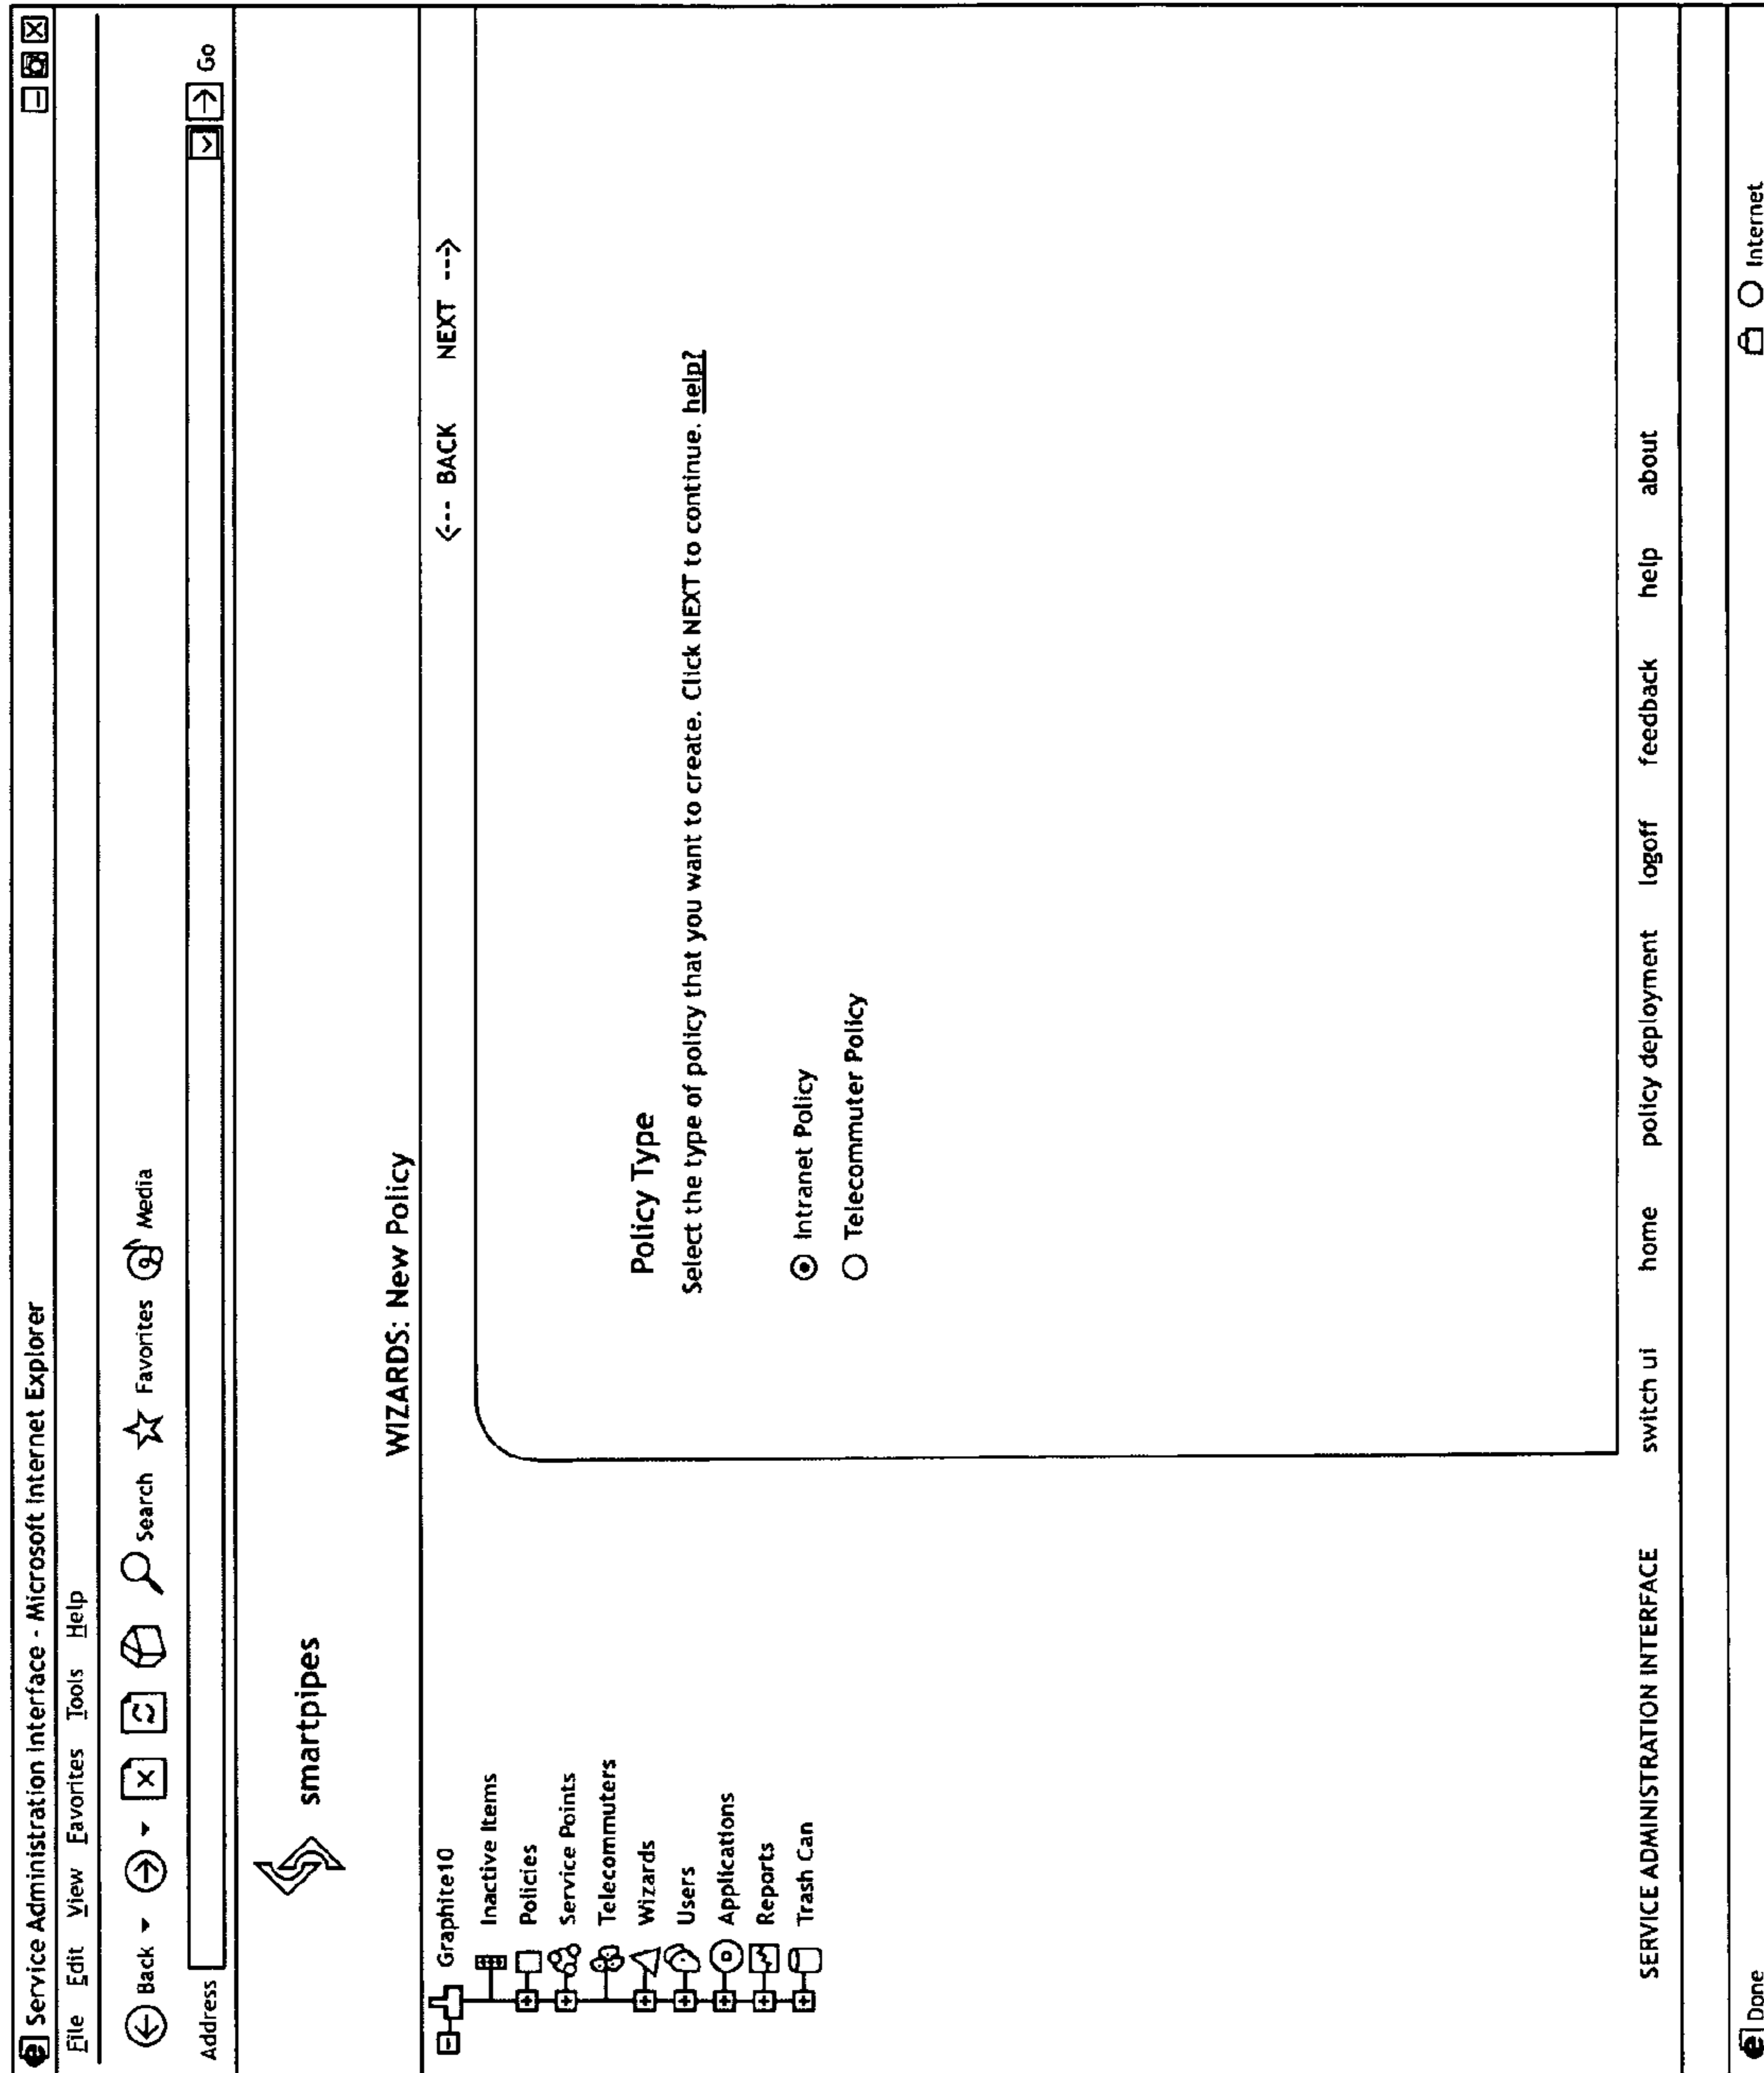 Service Administration Interface - Microsoft Internet Explorer
File Edit View Favorites Tools Help
Back Search Favorites Media
Address Go
smartpipes
WIZARDS: New Policy
<--- BACK NEXT --->
Graphite10
Inactive Items
Policies
Service Points
Telecommuters
Wizards
Users
Applications
Reports
Trash Can
Policy Type
Select the type of policy that you want to create. Click NEXT to continue. help?
Intranet Policy
Telecommuter Policy
SERVICE ADMINISTRATION INTERFACE switch ui home policy deployment logoff feedback help about
Done Internet